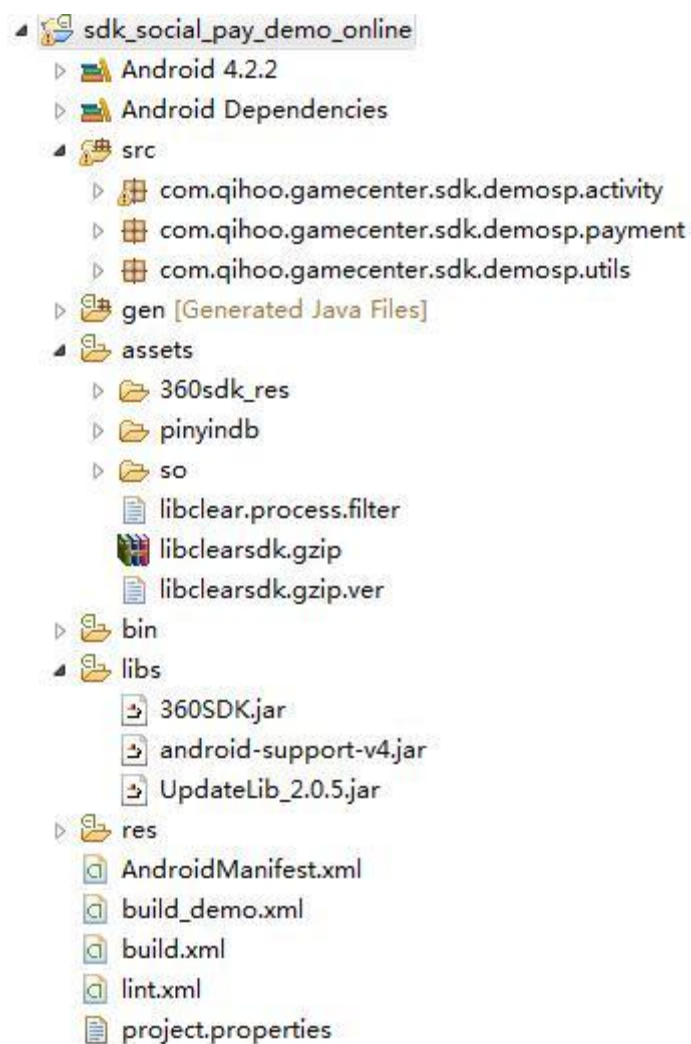 sdk_social_pay_demo_online
Android 4.2.2
Android Dependencies
src
com.qihoo.gamecenter.sdk.demosp.activity
com.qihoo.gamecenter.sdk.demosp.payment
com.qihoo.gamecenter.sdk.demosp.utils
gen [Generated Java Files]
assets
360sdk_res
pinyindb
so
libclear.process.filter
libclearsdk.gzip
libclearsdk.gzip.ver
bin
libs
360SDK.jar
android-support-v4.jar
UpdateLib_2.0.5.jar
res
AndroidManifest.xml
build_demo.xml
build.xml
lint.xml
project.properties